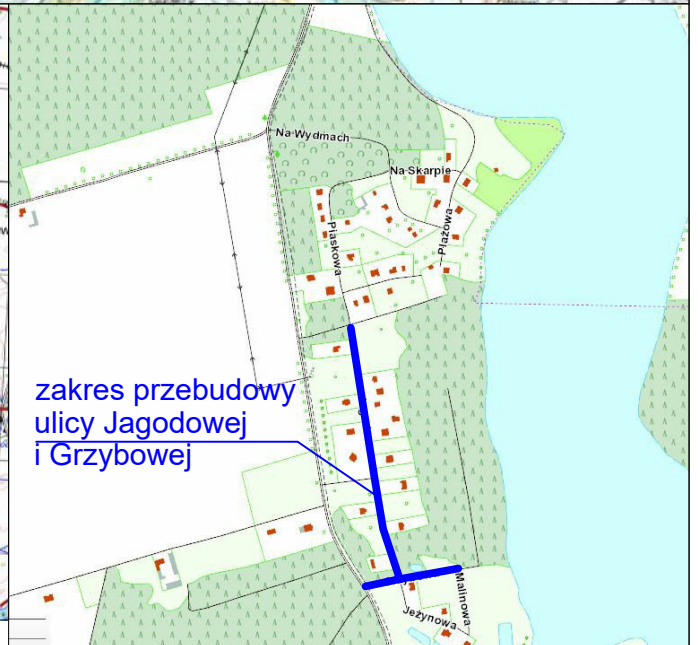 Na Wydmach
Na Skarpie
Piaskowa
Plażowa
zakres przebudowy
ulicy Jagodowej
i Grzybowej
Malinowa
Jeżynowa